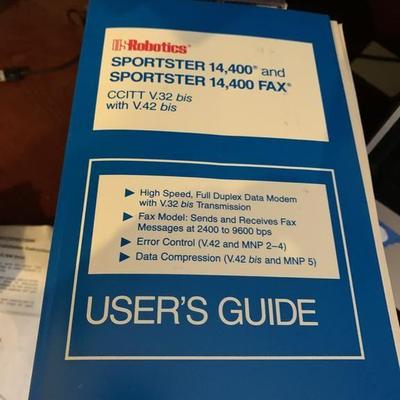 USRobotics®
SPORTSTER 14,400® and
SPORTSTER 14,400 FAX®
CCITT V.32 bis
with V.42 bis
High Speed, Full Duplex Data Modem
with V.32 bis Transmission
Fax Model: Sends and Receives Fax
Messages at 2400 to 9600 bps
Error Control (V.42 and MNP 2–4)
Data Compression (V.42 bis and MNP 5)
USER'S GUIDE